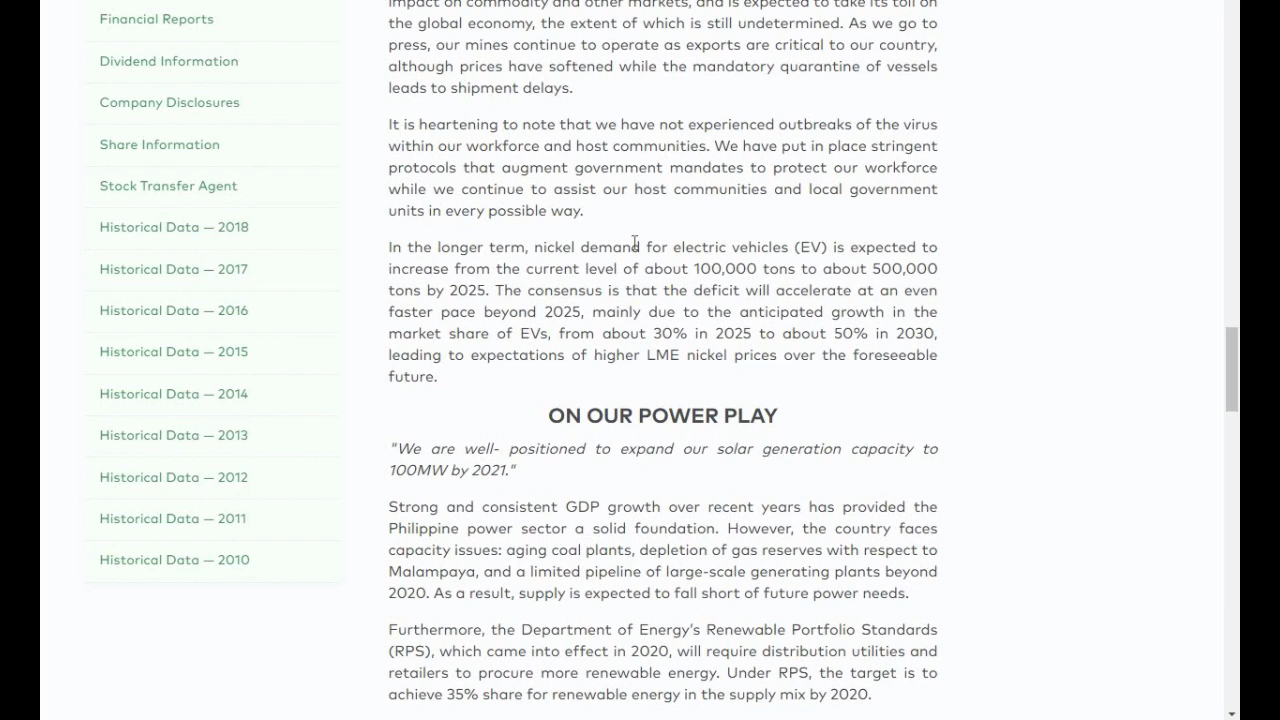 Financial Reports
Dividend Information
Company Disclosures
Share Information
Stock Transfer Agent
Historical Data — 2018
Historical Data — 2017
Historical Data — 2016
Historical Data — 2015
Historical Data — 2014
Historical Data — 2013
Historical Data — 2012
Historical Data — 2011
Historical Data — 2010
impact on commodity and other markets, and is expected to take its toll on
the global economy, the extent of which is still undetermined. As we go to
press, our mines continue to operate as exports are critical to our country,
although prices have softened while the mandatory quarantine of vessels
leads to shipment delays.
It is heartening to note that we have not experienced outbreaks of the virus
within our workforce and host communities. We have put in place stringent
protocols that augment government mandates to protect our workforce
while we continue to assist our host communities and local government
units in every possible way.
In the longer term, nickel demand for electric vehicles (EV) is expected to
increase from the current level of about 100,000 tons to about 500,000
tons by 2025. The consensus is that the deficit will accelerate at an even
faster pace beyond 2025, mainly due to the anticipated growth in the
market share of EVs, from about 30% in 2025 to about 50% in 2030,
leading to expectations of higher LME nickel prices over the foreseeable
future.
ON OUR POWER PLAY
"We are well- positioned to expand our solar generation capacity to
100MW by 2021."
Strong and consistent GDP growth over recent years has provided the
Philippine power sector a solid foundation. However, the country faces
capacity issues: aging coal plants, depletion of gas reserves with respect to
Malampaya, and a limited pipeline of large-scale generating plants beyond
2020. As a result, supply is expected to fall short of future power needs.
Furthermore, the Department of Energy's Renewable Portfolio Standards
(RPS), which came into effect in 2020, will require distribution utilities and
retailers to procure more renewable energy. Under RPS, the target is to
achieve 35% share for renewable energy in the supply mix by 2020.